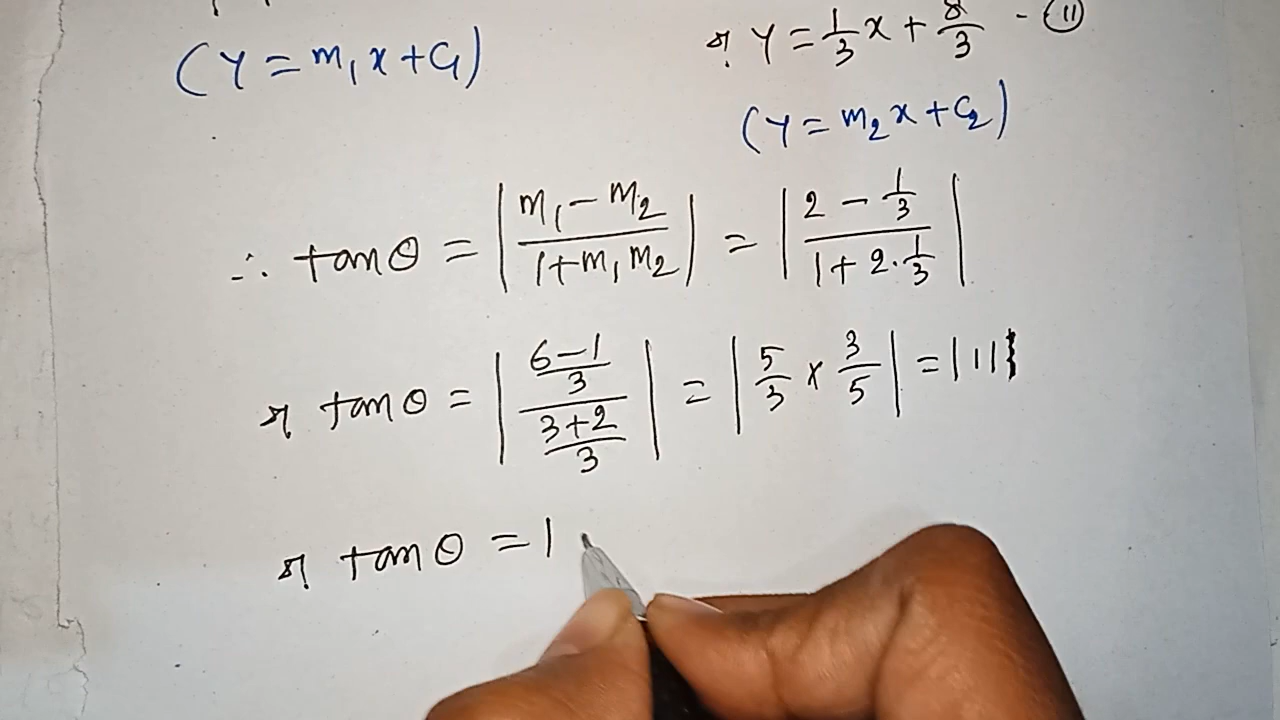 (Y = m₁x + C₁)
या Y = 1/3 x + 8/3 - (11)
(Y = m₂x + C₂)
∴ tanθ = | (m₁ - m₂)/(1 + m₁m₂) | = | (2 - 1/3)/(1 + 2·1/3) |
या tanθ = | ((6-1)/3)/((3+2)/3) | = | 5/3 × 3/5 | = |1|
या tanθ = 1